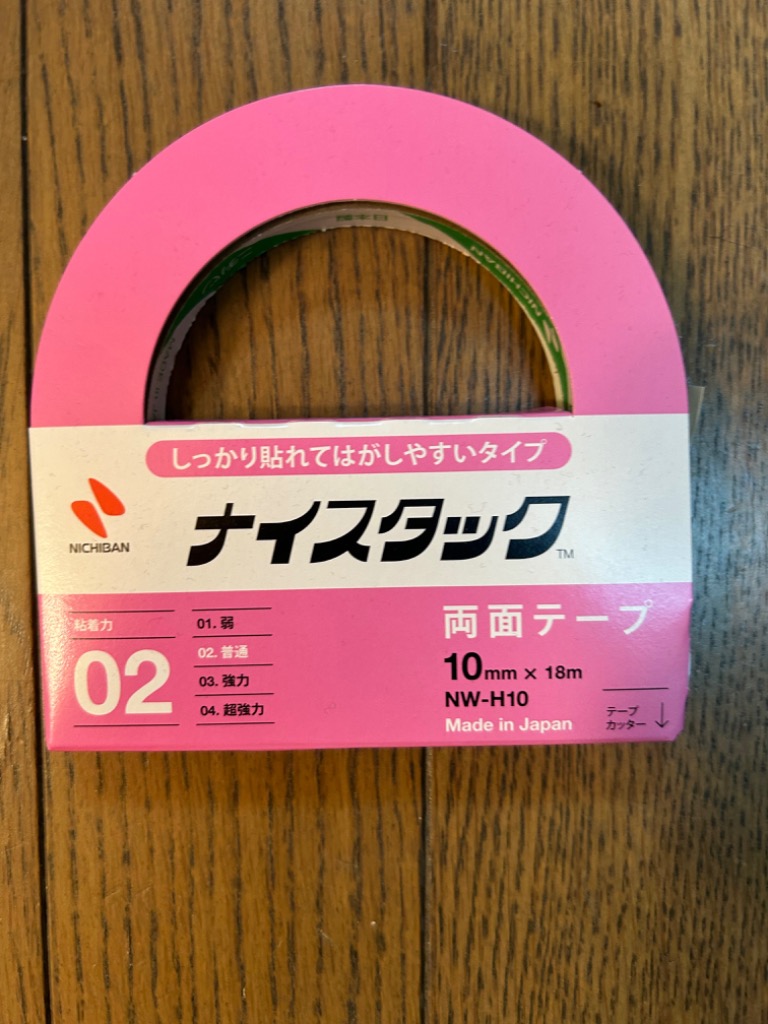 NICHIBAN
しっかり貼れてはがしやすいタイプ
NICHIBAN
ナイスタック™
粘着力
02
01. 弱
02. 普通
03. 強力
04. 超強力
両面テープ
10mm × 18m
NW-H10
Made in Japan
テープ
カッター ↓